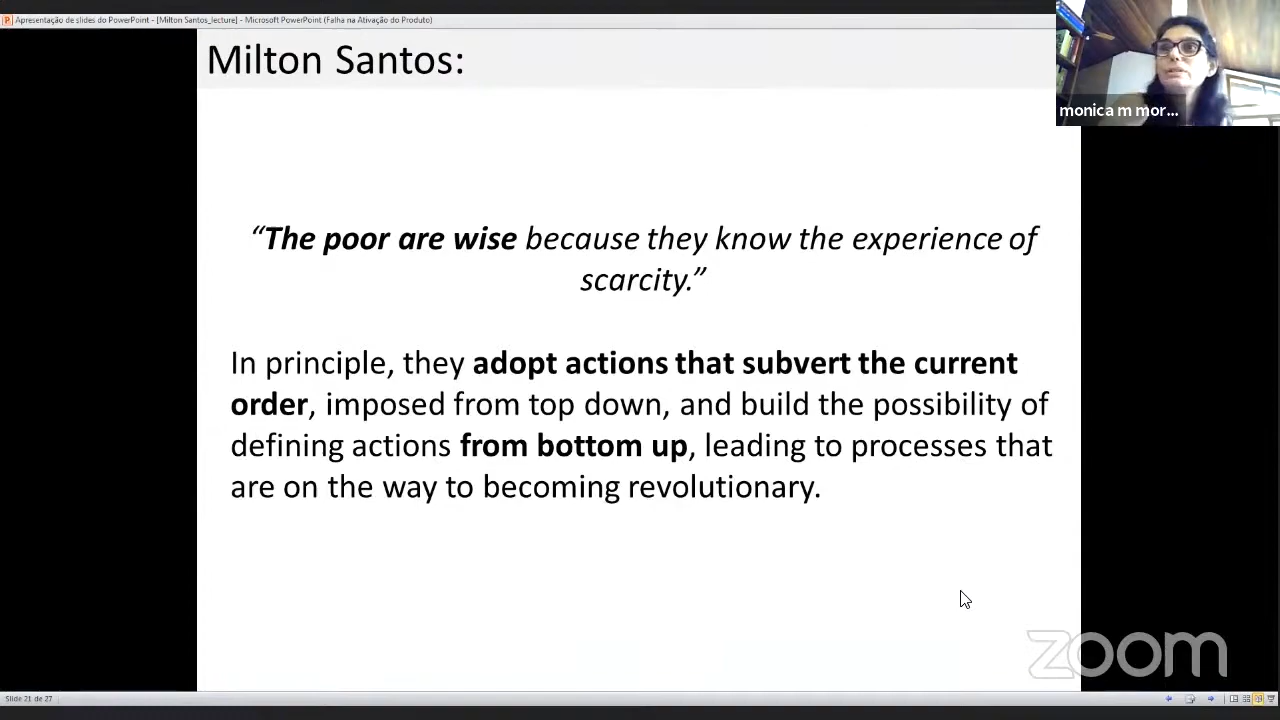 Apresentação de slides do PowerPoint - [Milton Santos_lecture] - Microsoft PowerPoint (Falha na Ativação do Produto)
Milton Santos:
monica m mor...
“The poor are wise because they know the experience of
scarcity.”
In principle, they adopt actions that subvert the current
order, imposed from top down, and build the possibility of
defining actions from bottom up, leading to processes that
are on the way to becoming revolutionary.
zoom
Slide 21 de 27